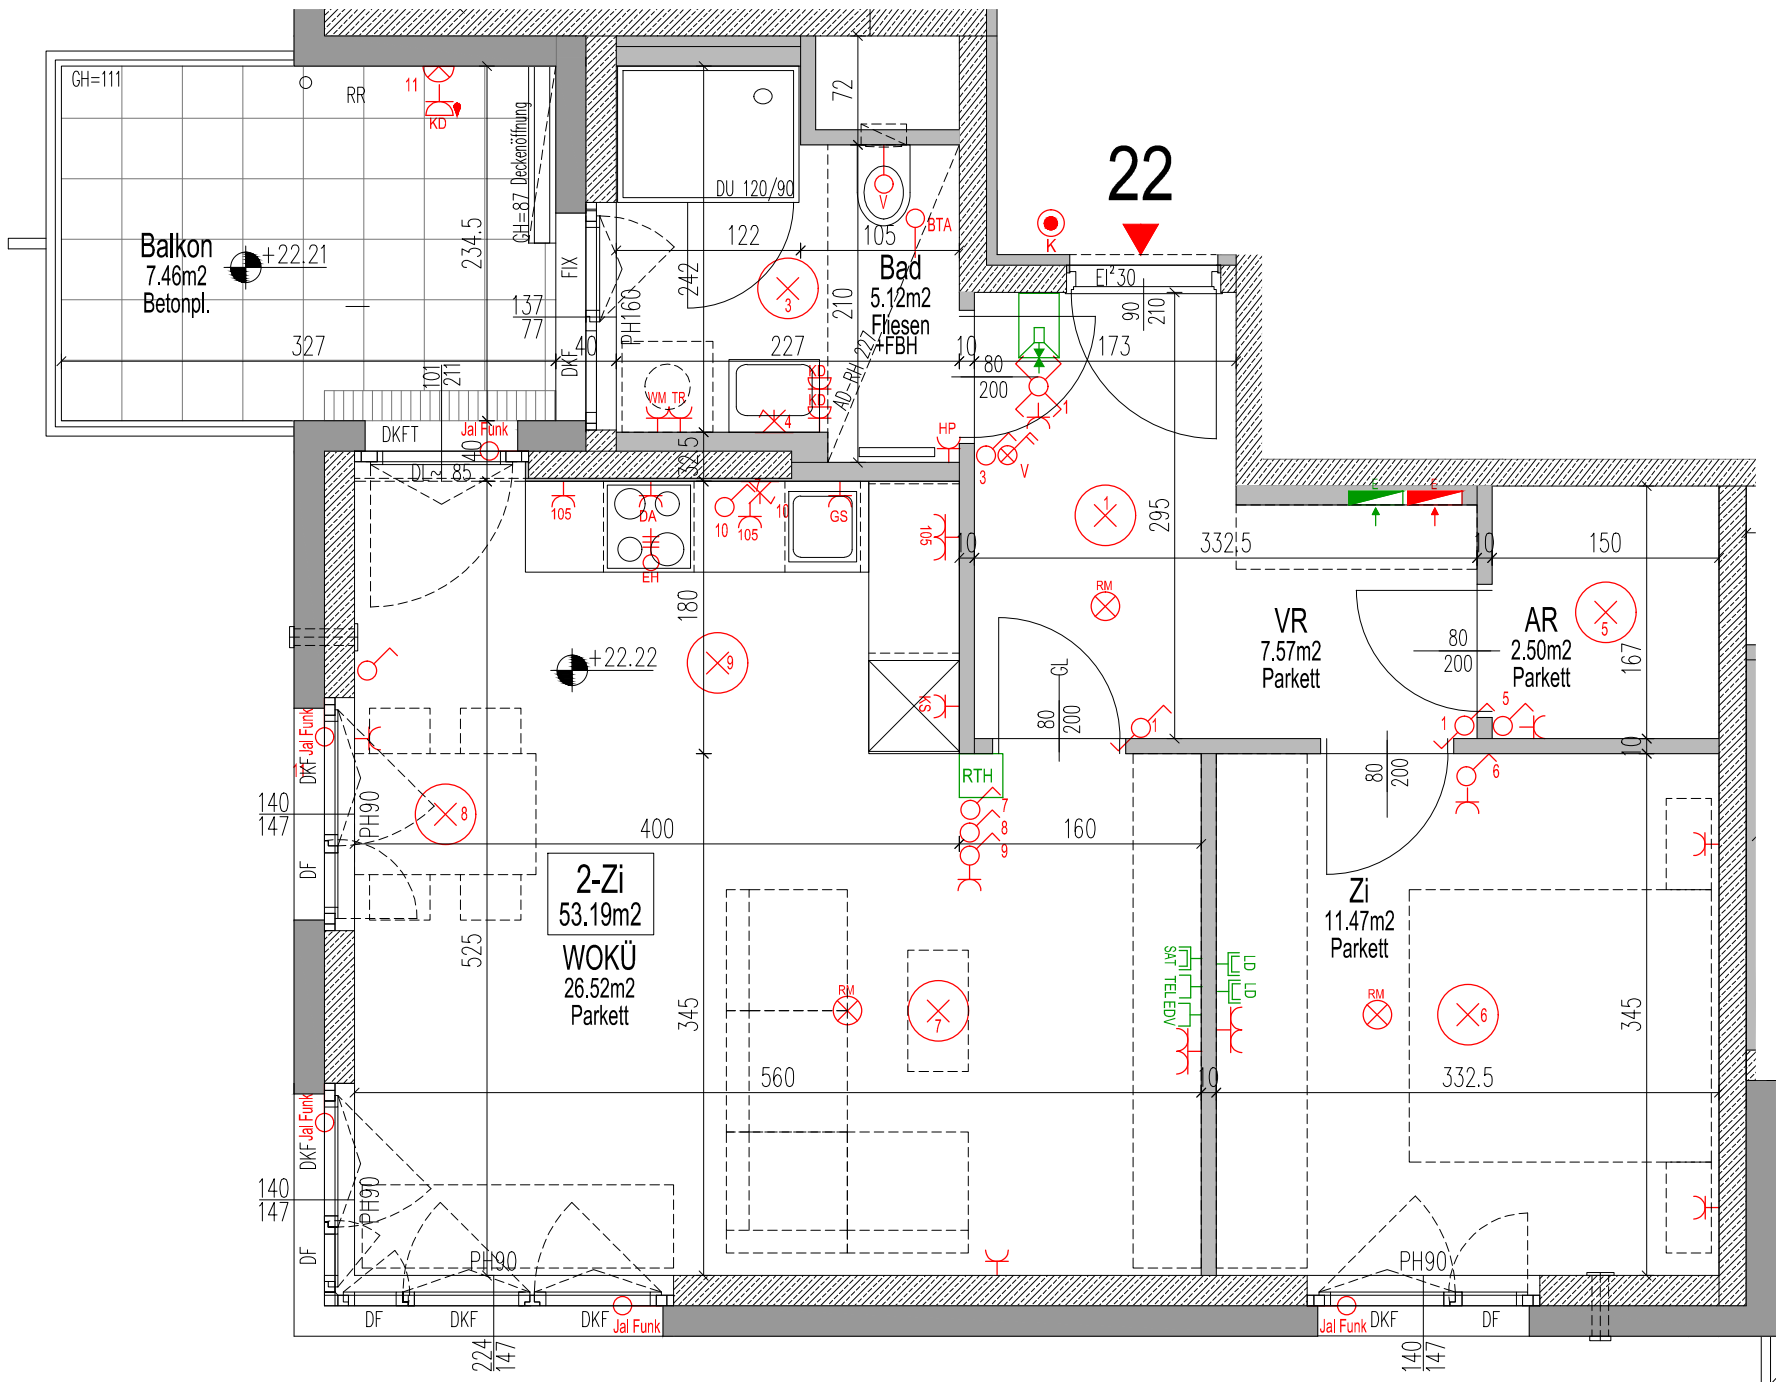 22
GH=111
RR
11
KD
GH=87 Deckenöffnung
Balkon
7.46m2
Betonpl.
+22.21
234.5
327
101
211
DKFT
Jal Funk
40
DL~ 85
FIX
137
77
DKF
40
PH160
72
DU 120/90
V
BTA
122
105
242
210
3
Bad
5.12m2
Fliesen
+FBH
227
AD-RH 227
KD
KD
WM TR
4
HP
32.5
10
80
200
K
EI²30
90
210
173
1
3
V
1
295
E
E
10
332.5
10
150
105
DA
10
105
10
GS
105
EH
180
RM
VR
7.57m2
Parkett
80
200
AR
2.50m2
Parkett
5
167
+22.22
9
KS
GL
80
200
1
1
5
10
Jal Funk
DKF
11
140
147
PH90
DF
8
RTH
7
8
9
400
160
80
200
6
2-Zi
53.19m2
WOKÜ
26.52m2
Parkett
525
345
RM
7
SAT
TEL
EDV
LD
LD
Zi
11.47m2
Parkett
RM
6
345
560
10
332.5
Jal Funk
DKF
140
147
PH90
DF
PH90
PH90
DF
DKF
DKF
Jal Funk
224
147
Jal Funk
DKF
DF
140
147